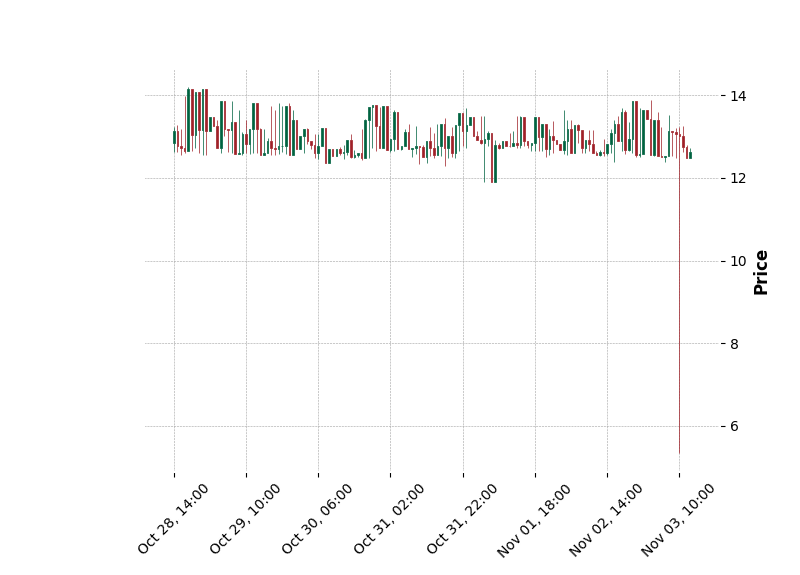 14
12
10
8
6
Price
Oct 28, 14:00
Oct 29, 10:00
Oct 30, 06:00
Oct 31, 02:00
Oct 31, 22:00
Nov 01, 18:00
Nov 02, 14:00
Nov 03, 10:00